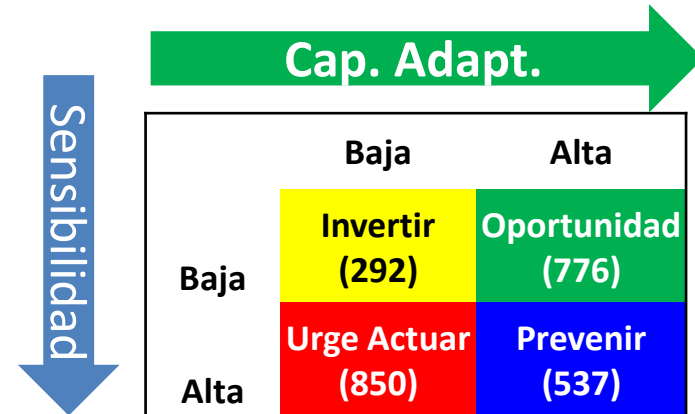 Cap. Adapt.
Sensibilidad
Baja Alta
Invertir Oportunidad
Baja (292) (776)
Urge Actuar Prevenir
Alta (850) (537)